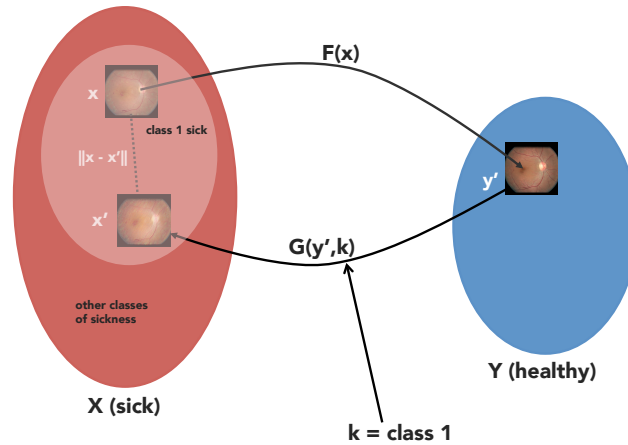 F(x)
x
class 1 sick
||x - x'||
y'
x'
G(y',k)
other classes
of sickness
Y (healthy)
X (sick)
k = class 1